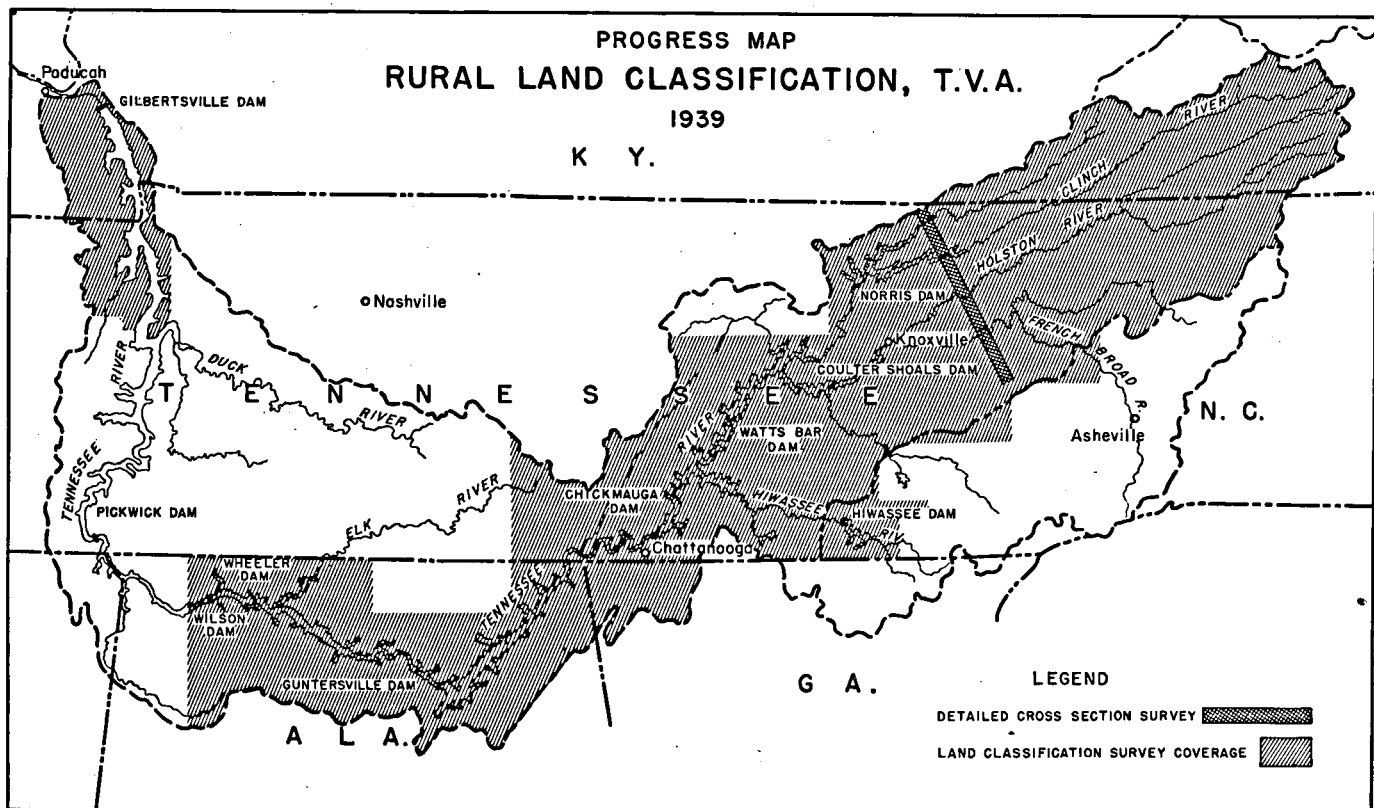 PROGRESS MAP
RURAL LAND CLASSIFICATION, T.V.A.
1939
Paducah
GILBERTSVILLE DAM
K Y.
RIVER
CLINCH
HOLSTON RIVER
Nashville
NORRIS DAM
Knoxville
FRENCH BROAD R.
COULTER SHOALS DAM
DUCK RIVER
RIVER
TENNESSEE
T E N N E S S E E
N. C.
Asheville
WATTS BAR
DAM
RIVER
ELK RIVER
CHICKMAUGA
DAM
HIWASSEE RIV.
HIWASSEE DAM
PICKWICK DAM
Chattanooga
TENNESSEE
WHEELER
DAM
WILSON
DAM
GUNTERSVILLE DAM
A L A.
G A.
LEGEND
DETAILED CROSS SECTION SURVEY
LAND CLASSIFICATION SURVEY COVERAGE